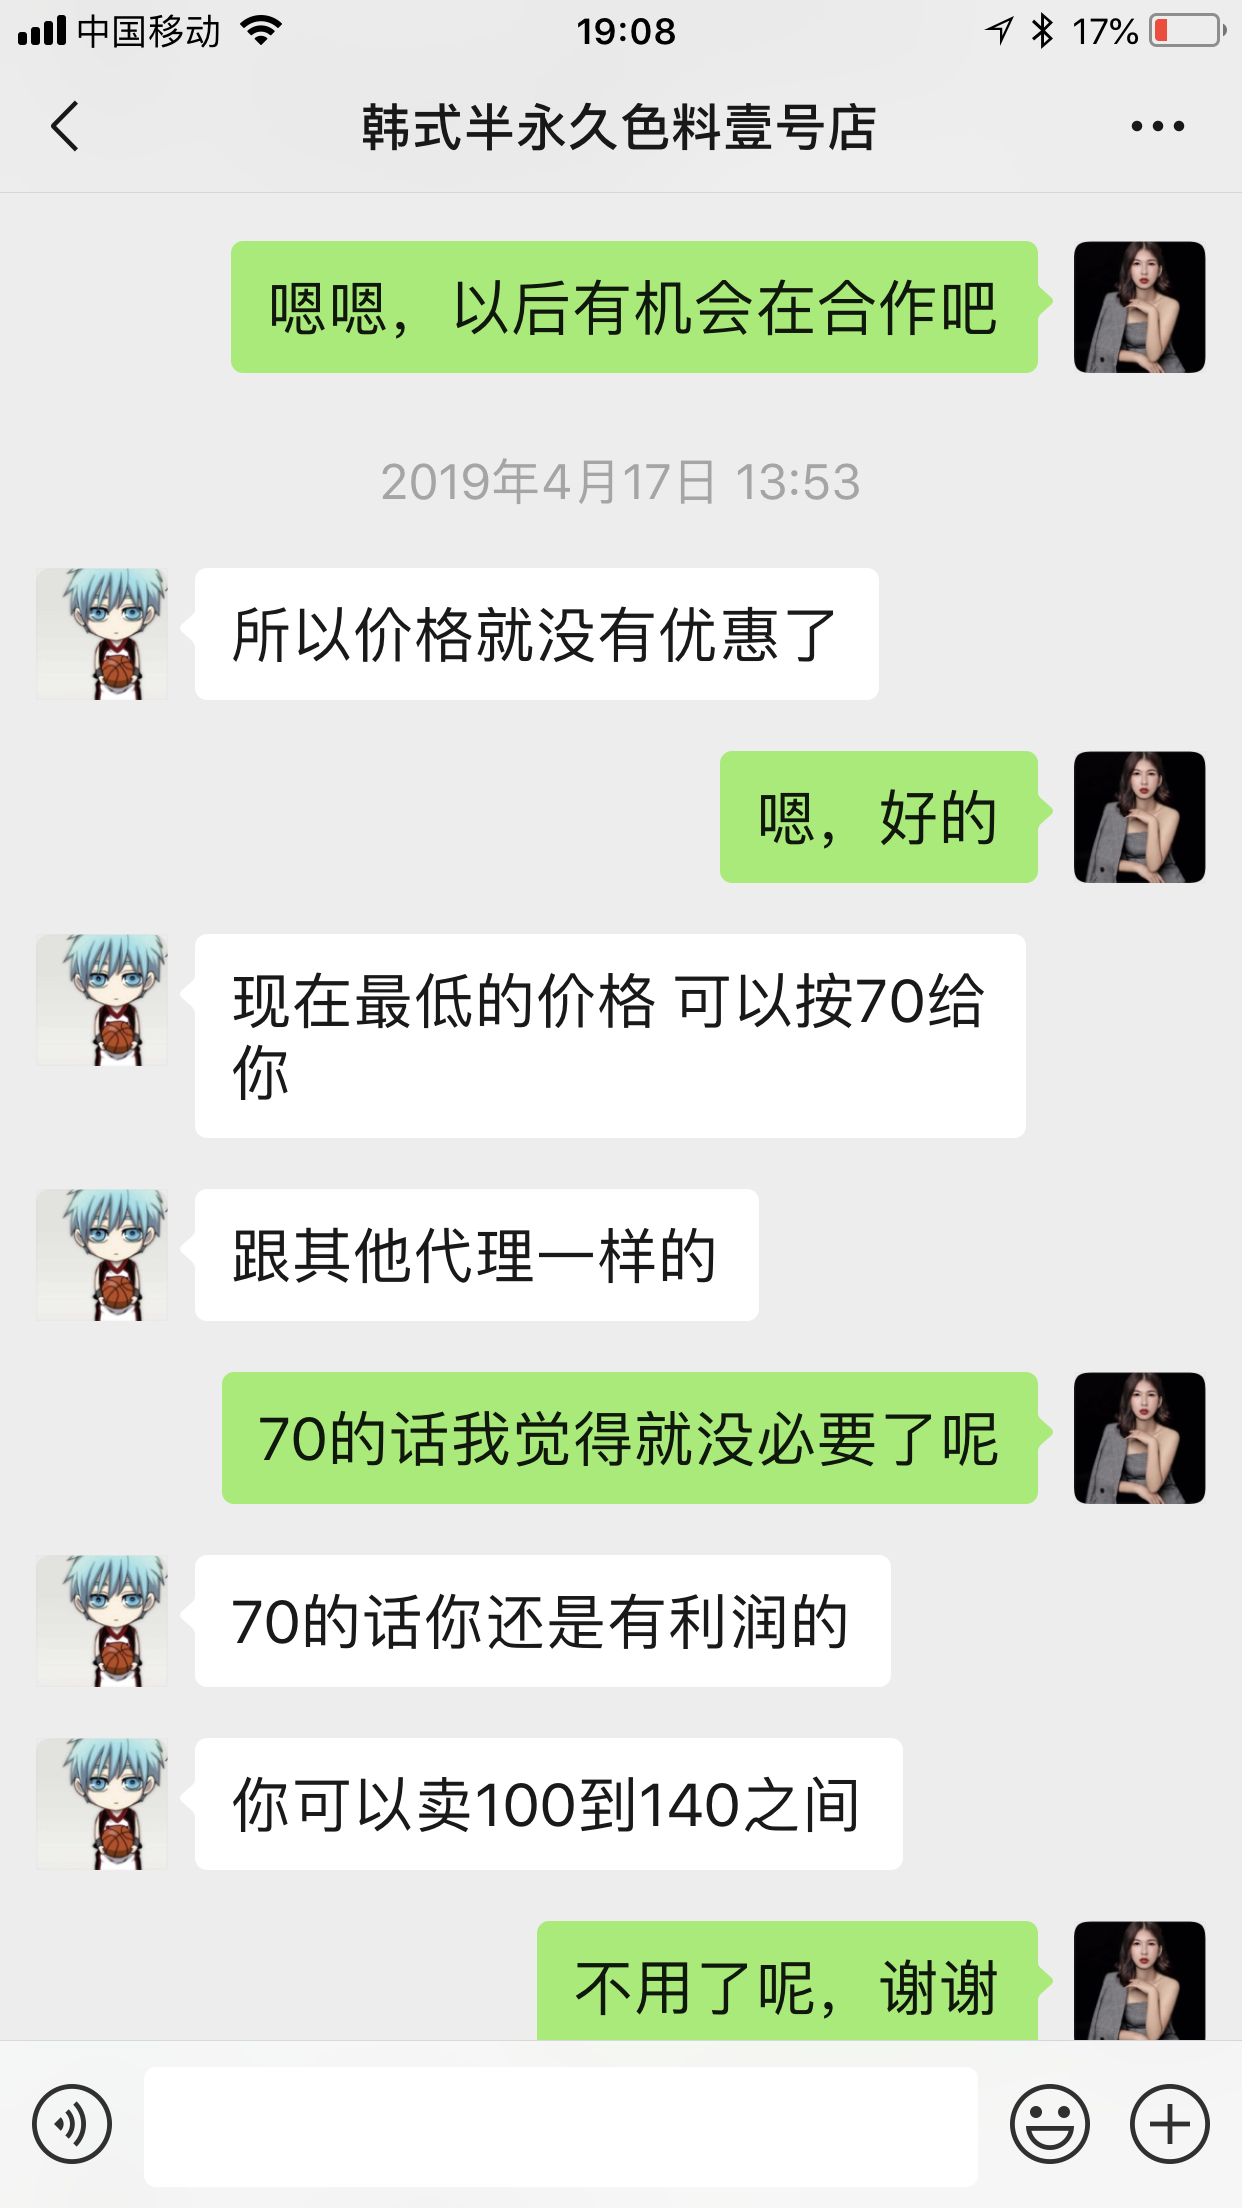 中国移动
19:08
17%
韩式半永久色料壹号店
嗯嗯，以后有机会在合作吧
2019年4月17日 13:53
所以价格就没有优惠了
嗯，好的
现在最低的价格 可以按70给
你
跟其他代理一样的
70的话我觉得就没必要了呢
70的话你还是有利润的
你可以卖100到140之间
不用了呢，谢谢